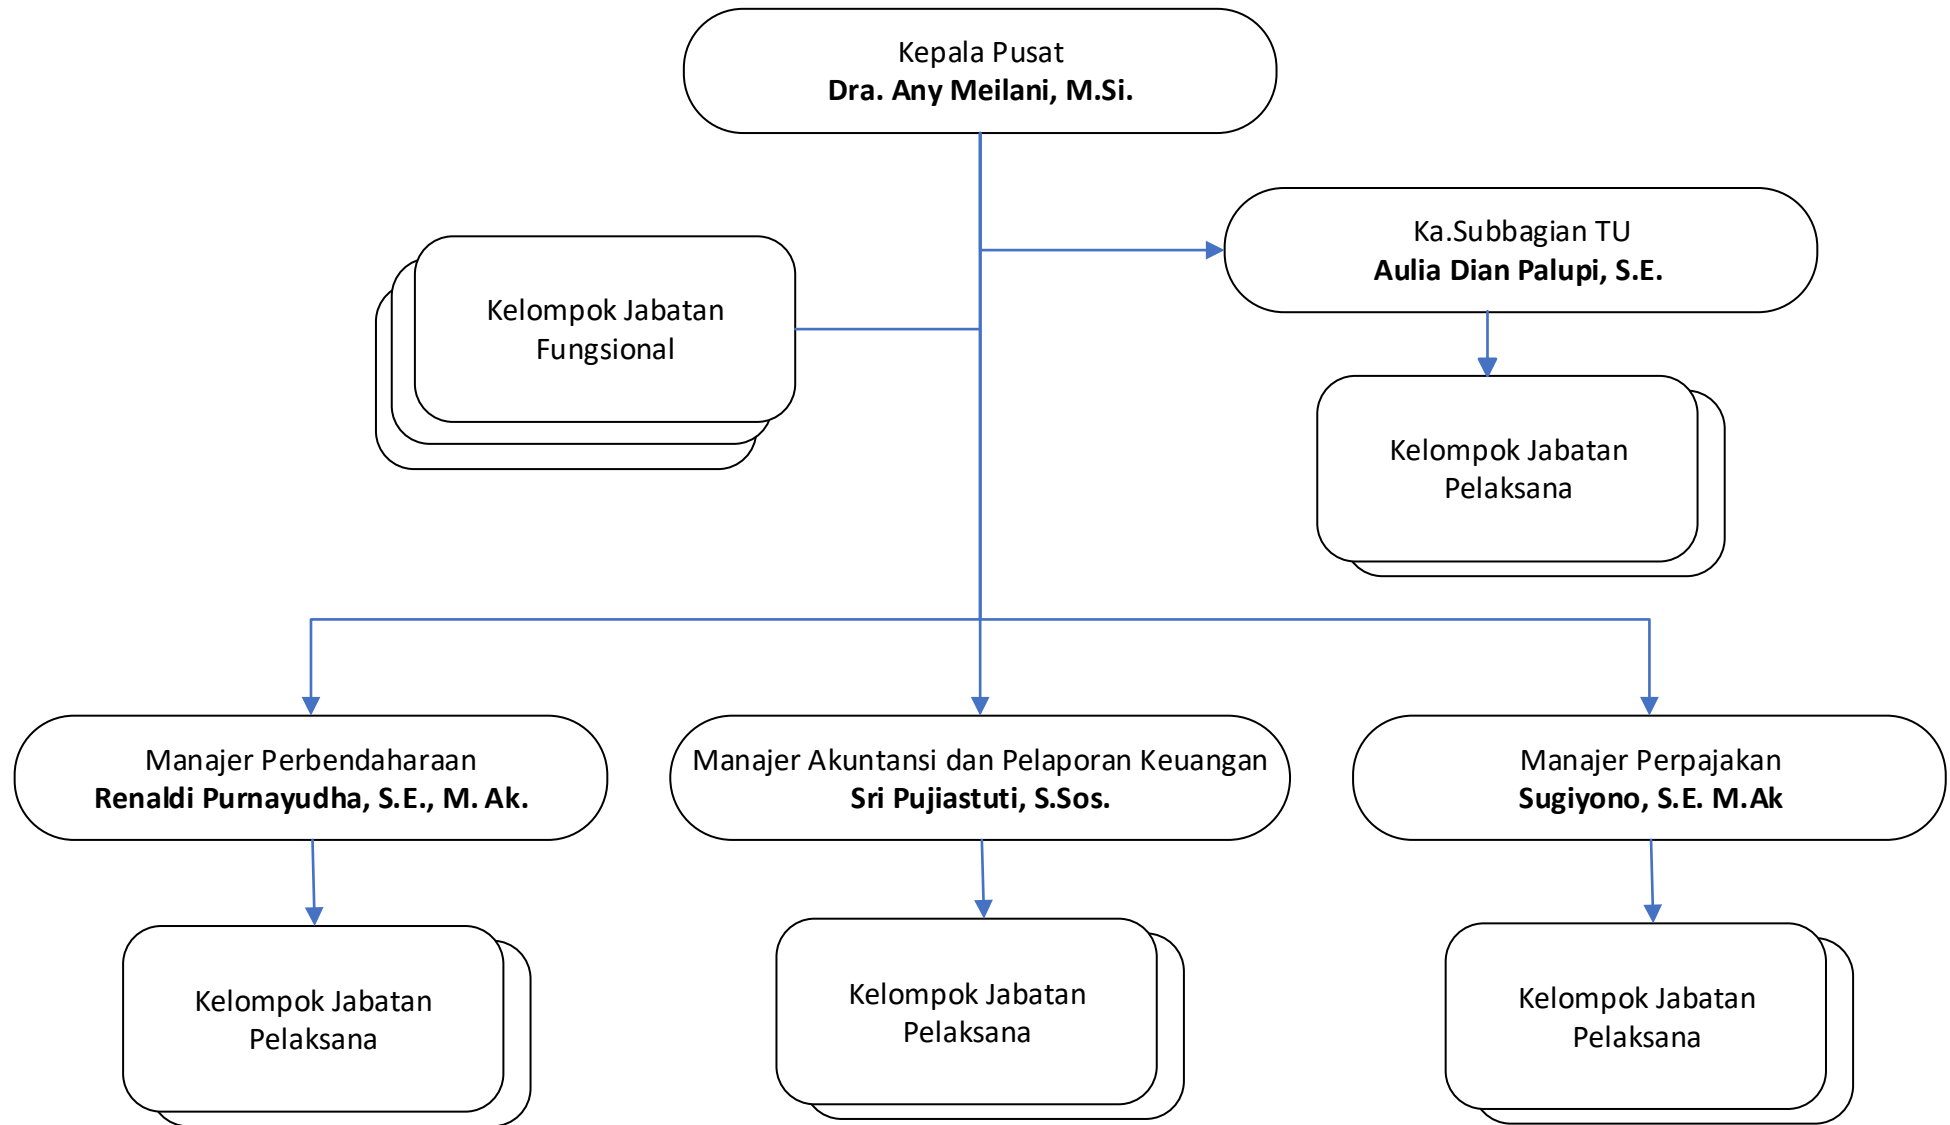 Kepala Pusat
Dra. Any Meilani, M.Si.
Ka.Subbagian TU
Aulia Dian Palupi, S.E.
Kelompok Jabatan
Fungsional
Kelompok Jabatan
Pelaksana
Manajer Perbendaharaan
Renaldi Purnayudha, S.E., M. Ak.
Manajer Akuntansi dan Pelaporan Keuangan
Sri Pujiastuti, S.Sos.
Manajer Perpajakan
Sugiyono, S.E. M.Ak
Kelompok Jabatan
Pelaksana
Kelompok Jabatan
Pelaksana
Kelompok Jabatan
Pelaksana